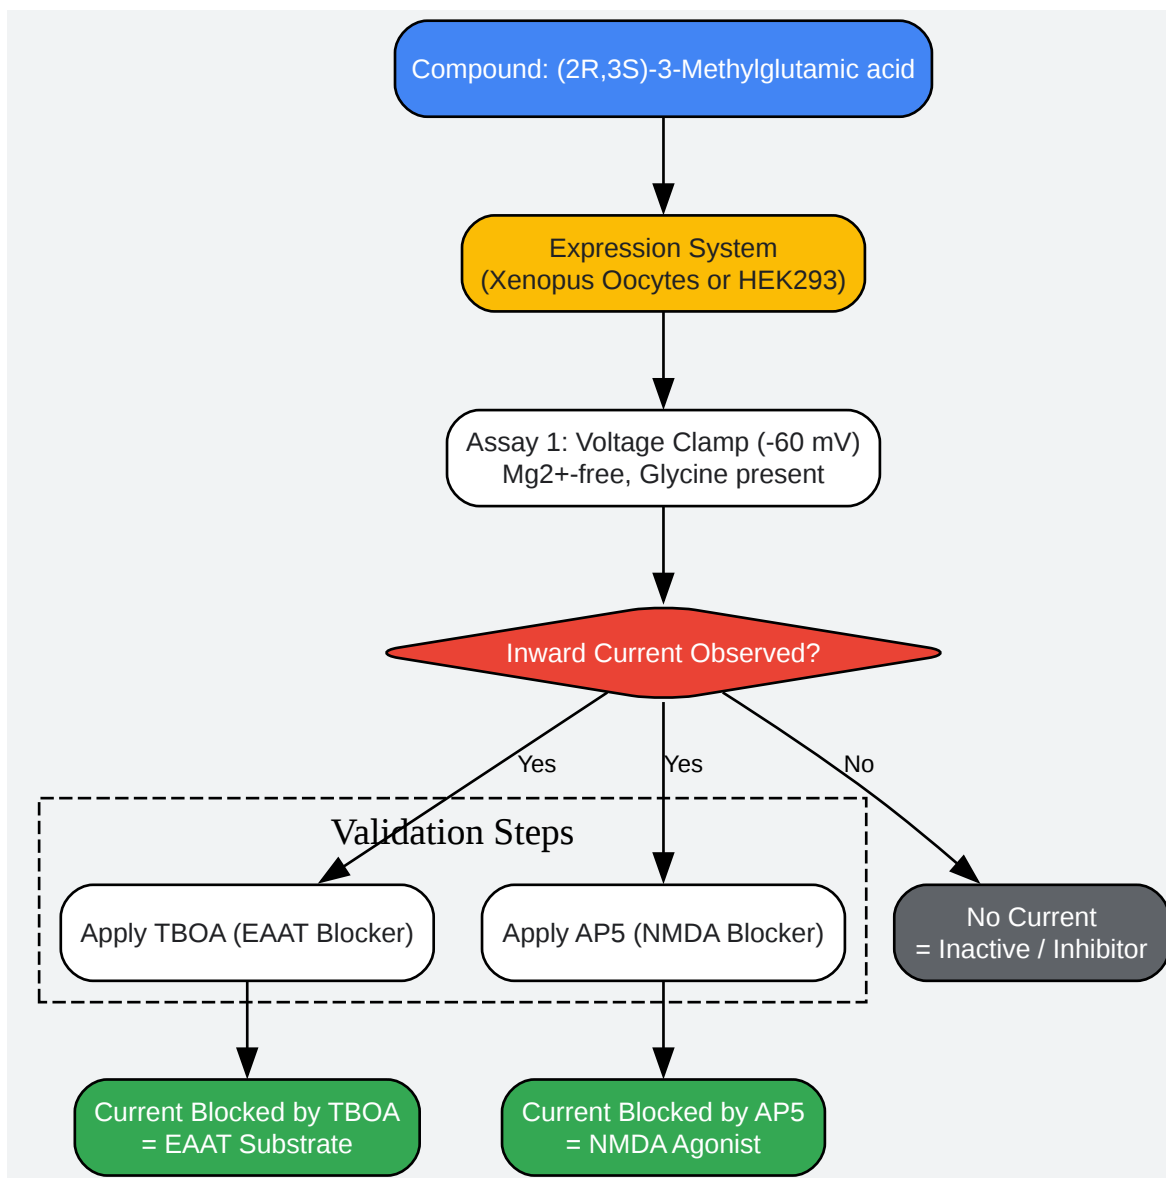 Compound: (2R,3S)-3-Methylglutamic acid
Expression System
(Xenopus Oocytes or HEK293)
Assay 1: Voltage Clamp (-60 mV)
Mg2+-free, Glycine present
Inward Current Observed?
Yes
Yes
No
Validation Steps
Apply TBOA (EAAT Blocker)
Apply AP5 (NMDA Blocker)
No Current
= Inactive / Inhibitor
Current Blocked by TBOA
= EAAT Substrate
Current Blocked by AP5
= NMDA Agonist